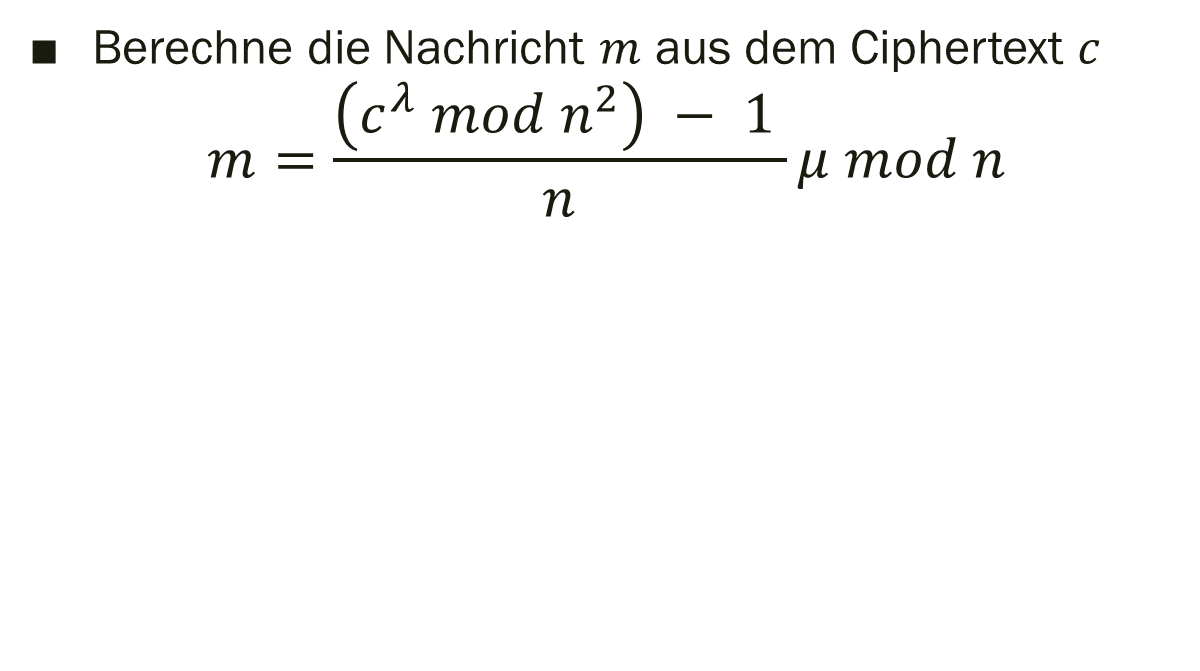 ▪ Berechne die Nachricht m aus dem Ciphertext c
m = ((c^λ mod n²) − 1) / n μ mod n